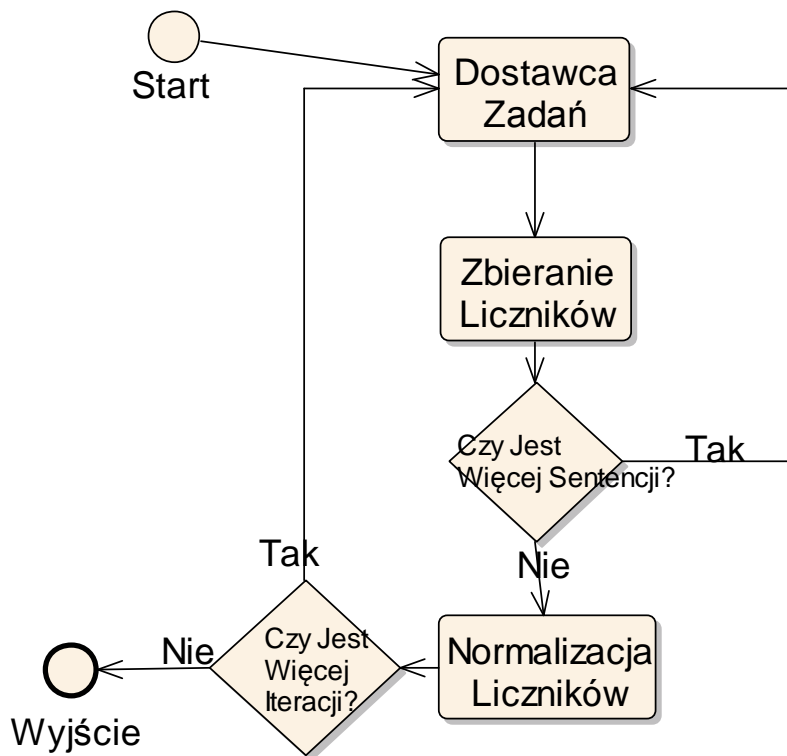 Start
Dostawca
Zadań
Zbieranie
Liczników
Czy Jest
Więcej Sentencji?
Tak
Nie
Tak
Normalizacja
Liczników
Czy Jest
Więcej
Iteracji?
Nie
Wyjście